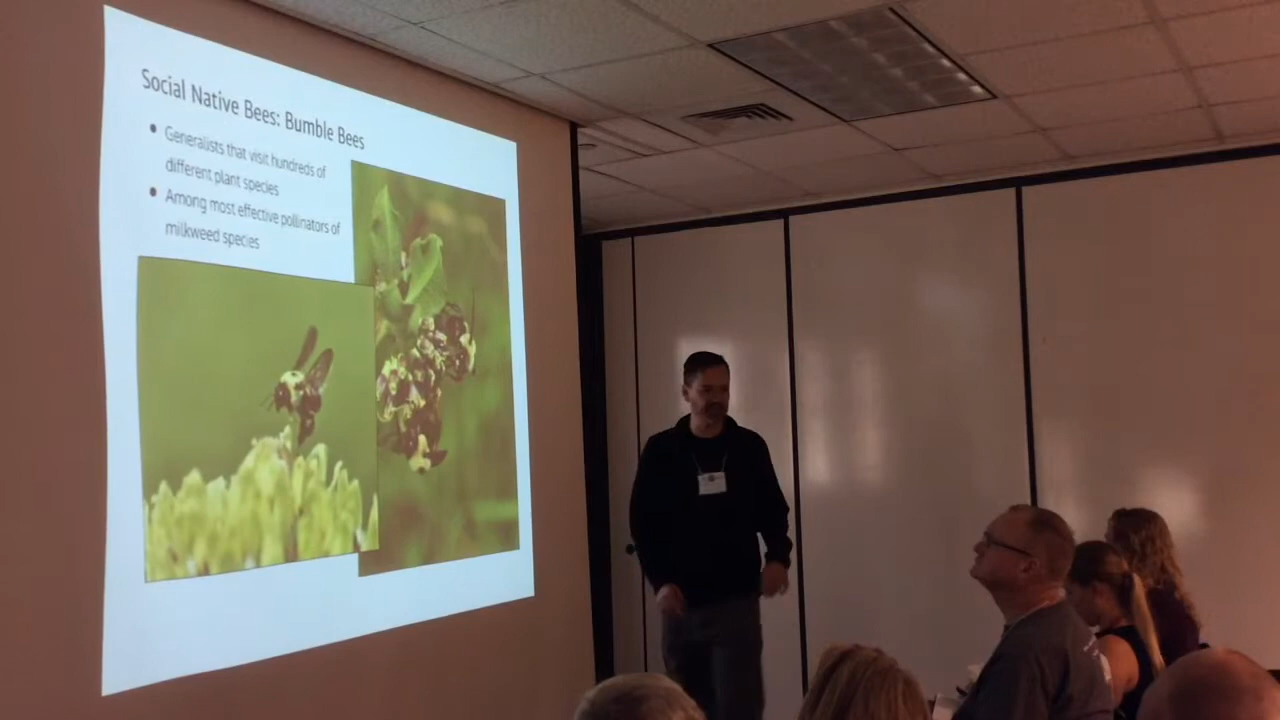 Social Native Bees: Bumble Bees
• Generalists that visit hundreds of
different plant species
• Among most effective pollinators of
milkweed species